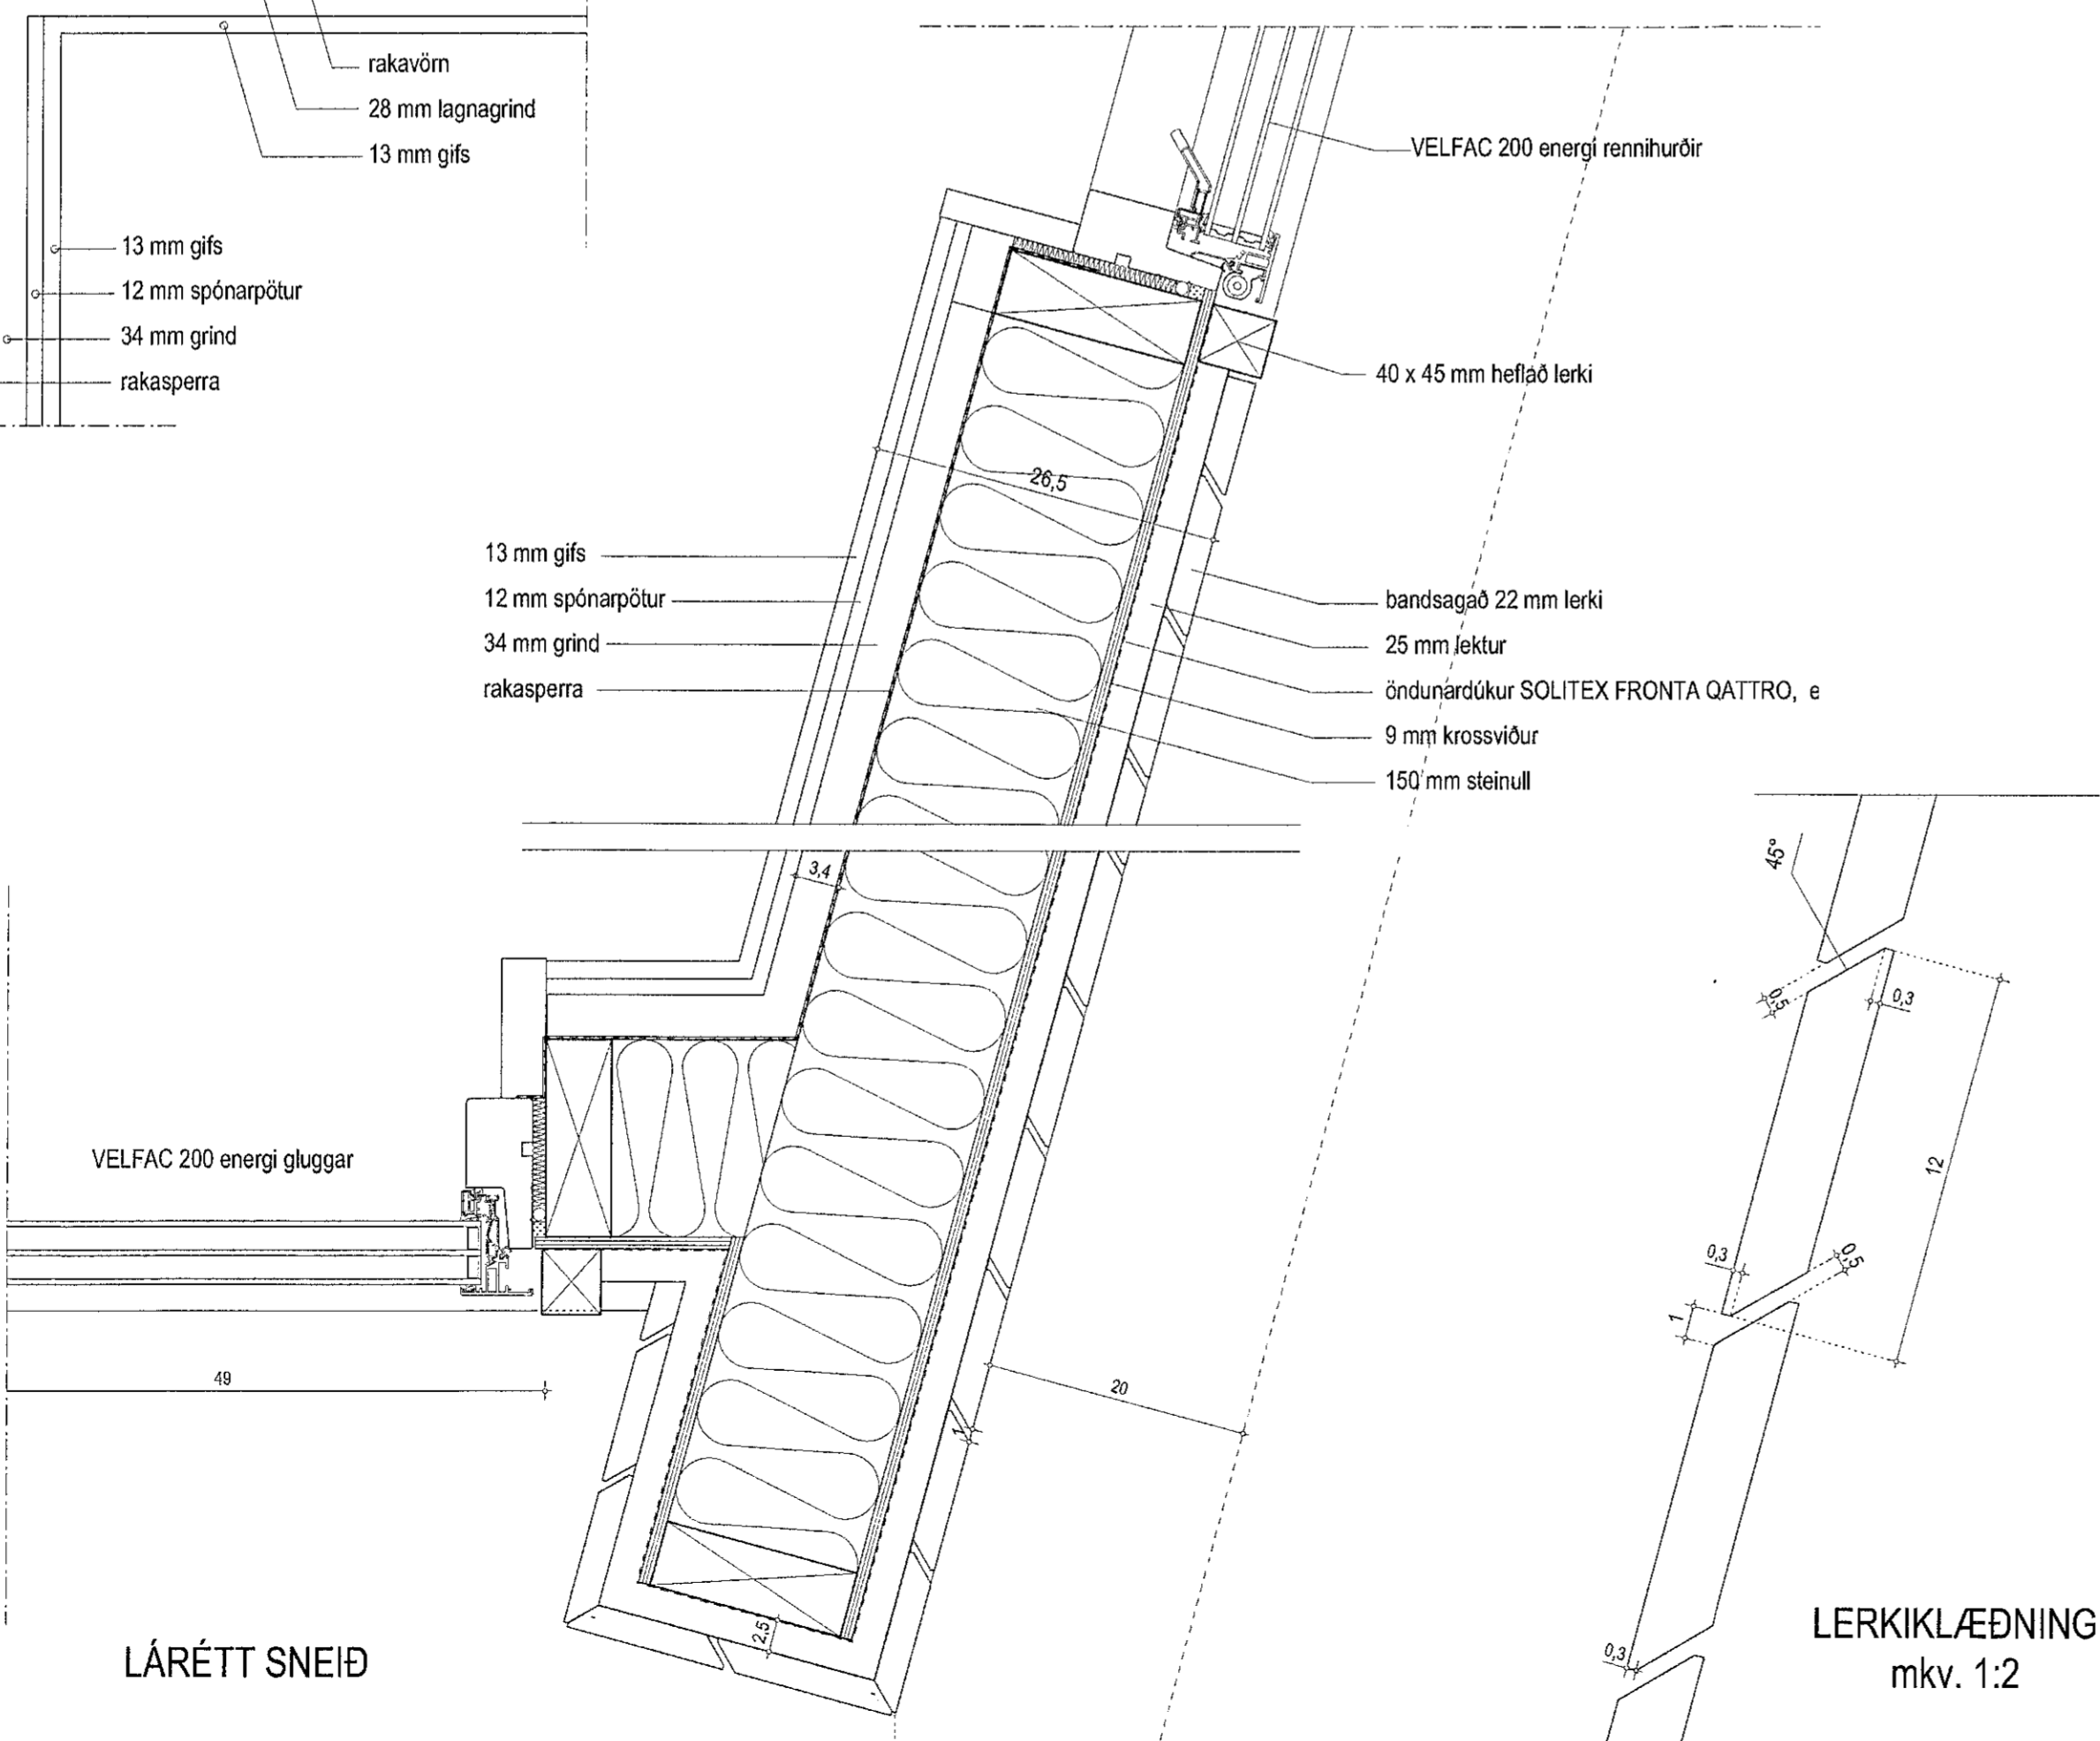 rakavörn
28 mm lagnagrind
13 mm gifs
13 mm gifs
12 mm spónarpötur
34 mm grind
rakasperra
VELFAC 200 energi rennihurðir
40 x 45 mm heflað lerki
26,5
13 mm gifs
12 mm spónarpötur
34 mm grind
rakasperra
bandsagað 22 mm lerki
25 mm lektur
öndunardúkur SOLITEX FRONTA QATTRO, e
9 mm krossviður
150 mm steinull
3,4
VELFAC 200 energi gluggar
49
20
1
2,5
LÁRÉTT SNEIÐ
45°
0,5
0,3
12
0,3
0,5
1
0,3
LERKIKLÆÐNING
mkv. 1:2